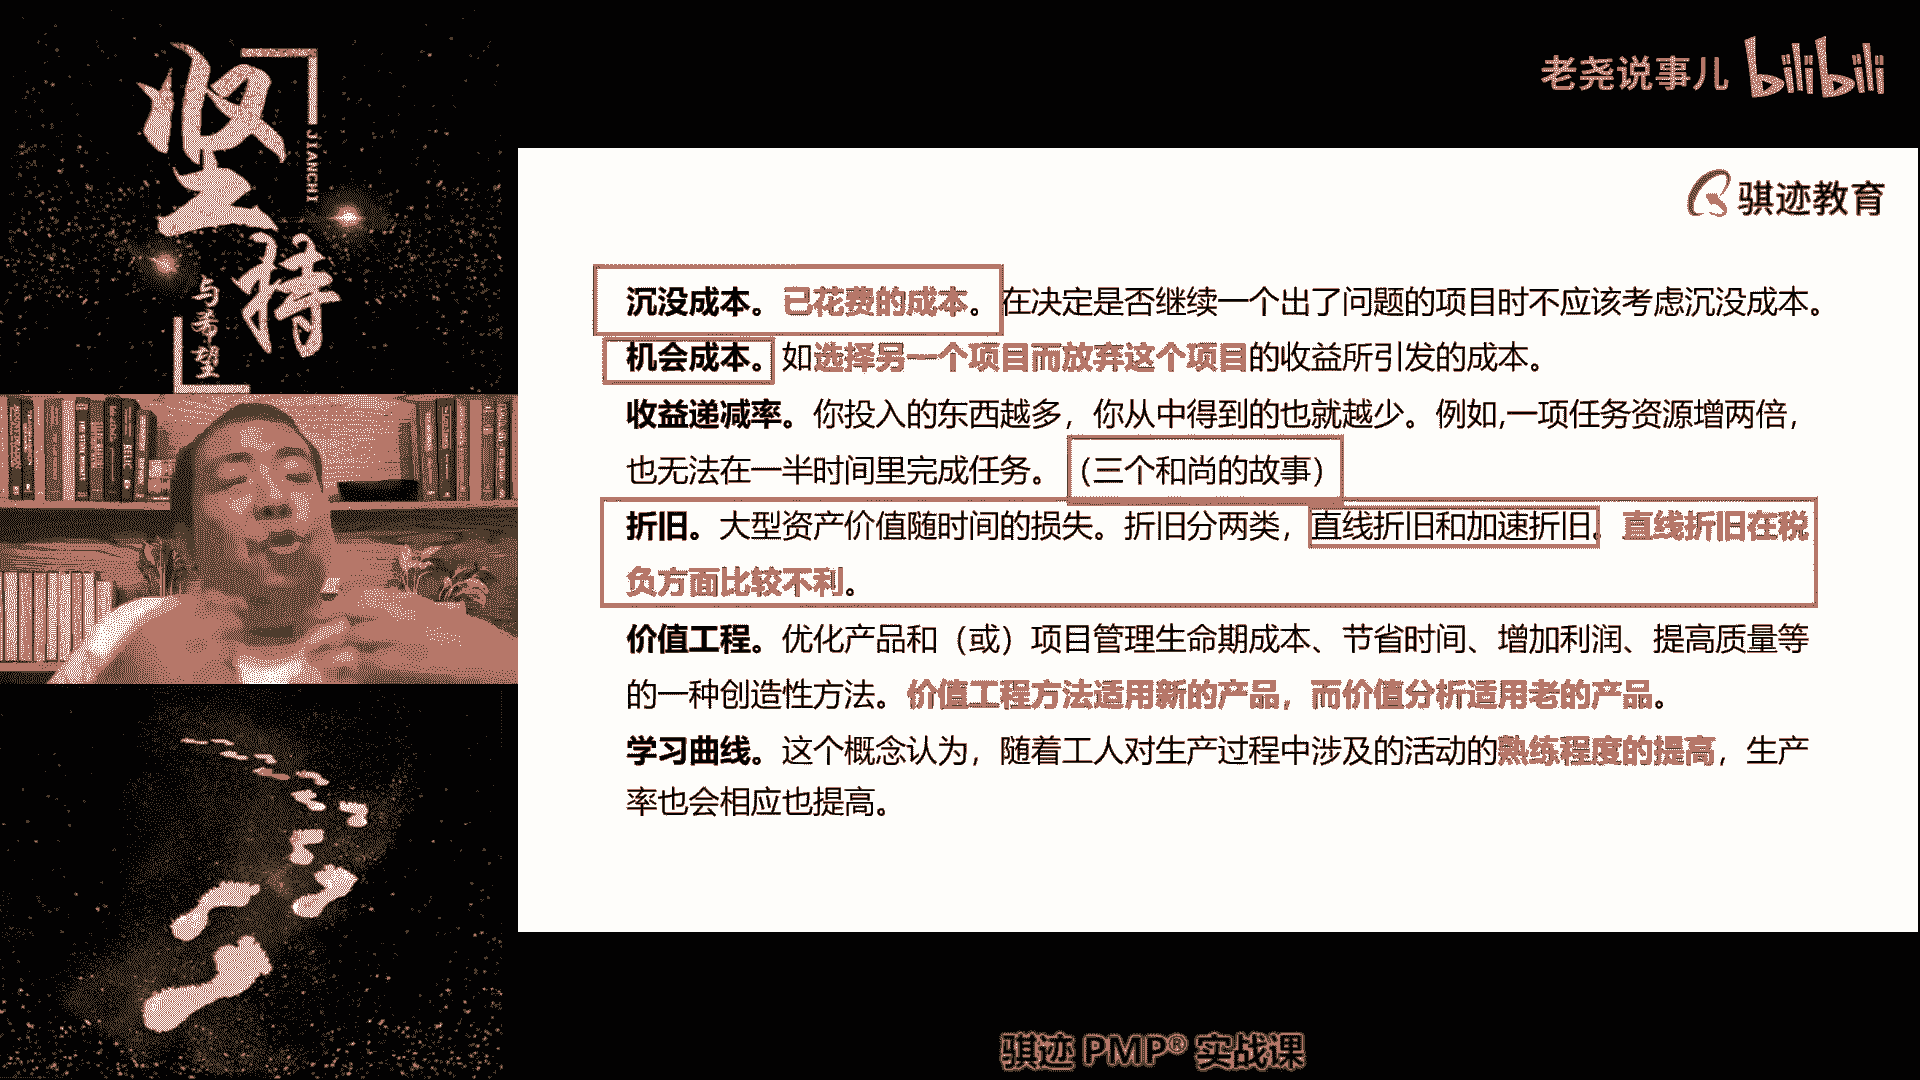 坚持
JIANCHI
与希望
老尧说事儿 bilibili
骐迹教育
沉没成本。已花费的成本。在决定是否继续一个出了问题的项目时不应该考虑沉没成本。
机会成本。如选择另一个项目而放弃这个项目的收益所引发的成本。
收益递减率。你投入的东西越多，你从中得到的也就越少。例如,一项任务资源增两倍，
也无法在一半时间里完成任务。（三个和尚的故事）
折旧。大型资产价值随时间的损失。折旧分两类，直线折旧和加速折旧。直线折旧在税
负方面比较不利。
价值工程。优化产品和（或）项目管理生命期成本、节省时间、增加利润、提高质量等
的一种创造性方法。价值工程方法适用新的产品，而价值分析适用老的产品。
学习曲线。这个概念认为，随着工人对生产过程中涉及的活动的熟练程度的提高，生产
率也会相应也提高。
骐迹 PMP® 实战课